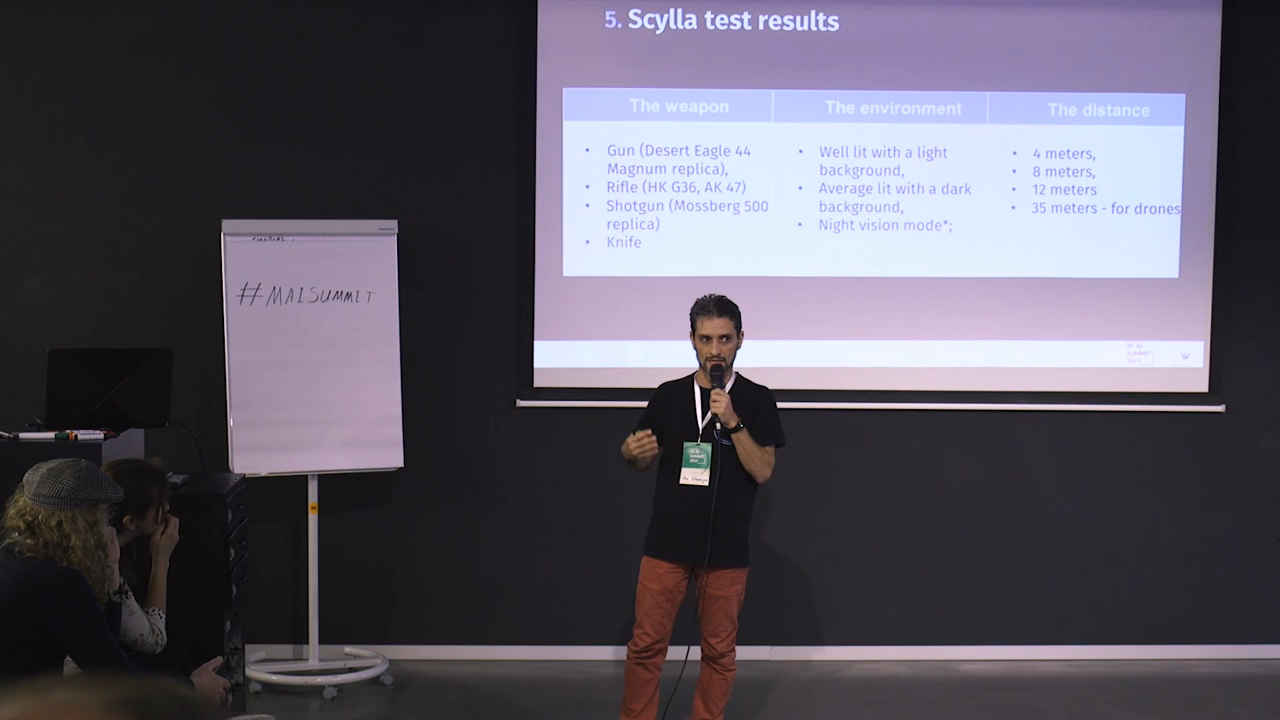 5. Scylla test results
The weapon
• Gun (Desert Eagle 44
Magnum replica),
• Rifle (HK G36, AK 47)
• Shotgun (Mossberg 500
replica)
• Knife
The environment
• Well lit with a light
background,
• Average lit with a dark
background,
• Night vision mode*;
The distance
• 4 meters,
• 8 meters,
• 12 meters
• 35 meters - for drones
SUMMIT
#MAISUMMIT
SUMMIT